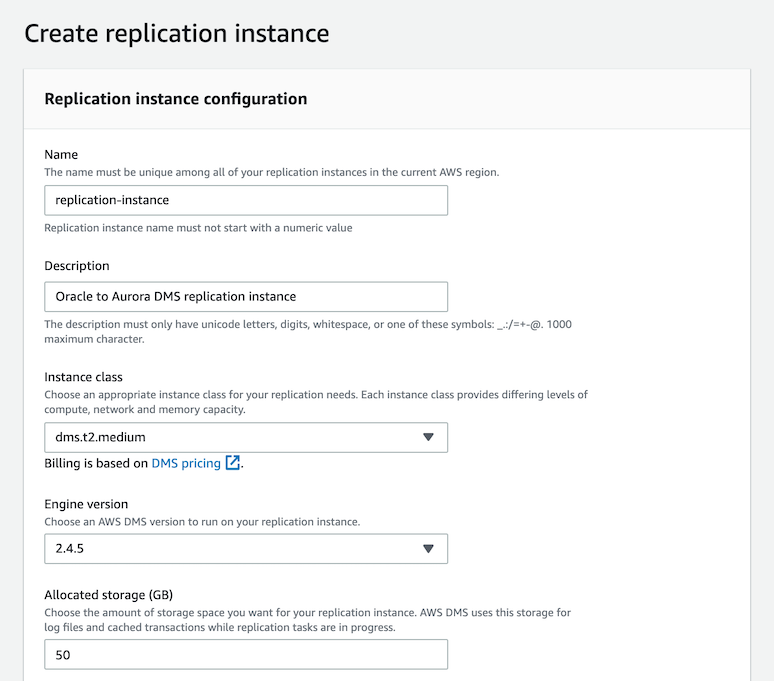 Create replication instance
Replication instance configuration
Name
The name must be unique among all of your replication instances in the current AWS region.
replication-instance
Replication instance name must not start with a numeric value
Description
Oracle to Aurora DMS replication instance
The description must only have unicode letters, digits, whitespace, or one of these symbols: _.:/=+-@. 1000
maximum character.
Instance class
Choose an appropriate instance class for your replication needs. Each instance class provides differing levels of
compute, network and memory capacity.
dms.t2.medium
Billing is based on DMS pricing .
Engine version
Choose an AWS DMS version to run on your replication instance.
2.4.5
Allocated storage (GB)
Choose the amount of storage space you want for your replication instance. AWS DMS uses this storage for
log files and cached transactions while replication tasks are in progress.
50